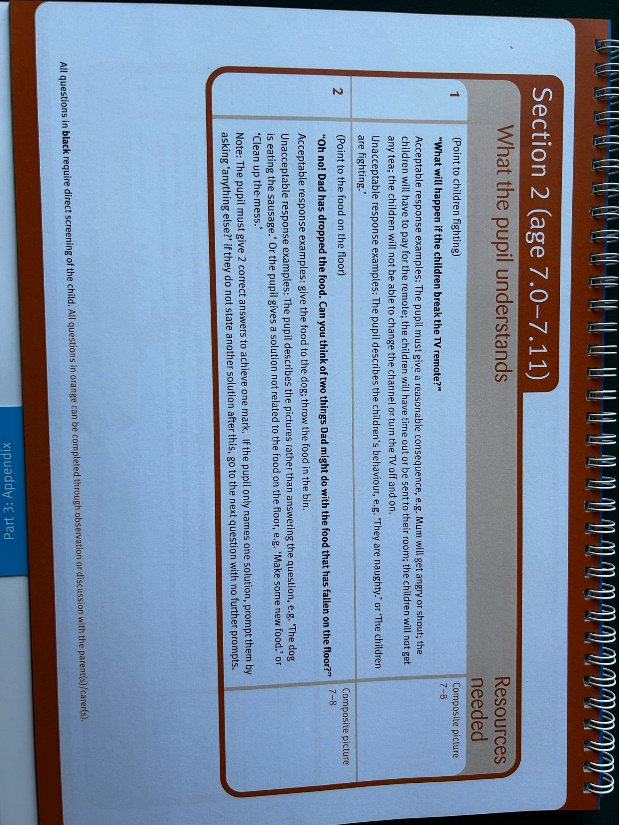 Section 2 (age 7.0–7.11)
What the pupil understands
Resources
needed
1
(Point to children fighting)
"What will happen if the children break the TV remote?"
Acceptable response examples: The pupil must give a reasonable consequence, e.g. Mum will get angry or shout; the
children will have to pay for the remote; the children will have time out or be sent to their room; the children will not get
any tea; the children will not be able to change the channel or turn the TV off and on.
Unacceptable response examples: The pupil describes the children's behaviour, e.g. 'They are naughty.' or 'The children
are fighting.'
Composite picture
7–8
2
(Point to the food on the floor)
"Oh no! Dad has dropped the food. Can you think of two things Dad might do with the food that has fallen on the floor?"
Acceptable response examples: give the food to the dog; throw the food in the bin.
Unacceptable response examples: The pupil describes the pictures rather than answering the question, e.g. 'The dog
is eating the sausage.' Or the pupil gives a solution not related to the food on the floor, e.g. 'Make some new food.' or
'Clean up the mess.'
Note: The pupil must give 2 correct answers to achieve one mark. If the pupil only names one solution, prompt them by
asking 'anything else?' If they do not state another solution after this, go to the next question with no further prompts.
Composite picture
7–8
All questions in black require direct screening of the child. All questions in orange can be completed through observation or discussion with the parent(s)/carer(s).
Part 3: Appendix